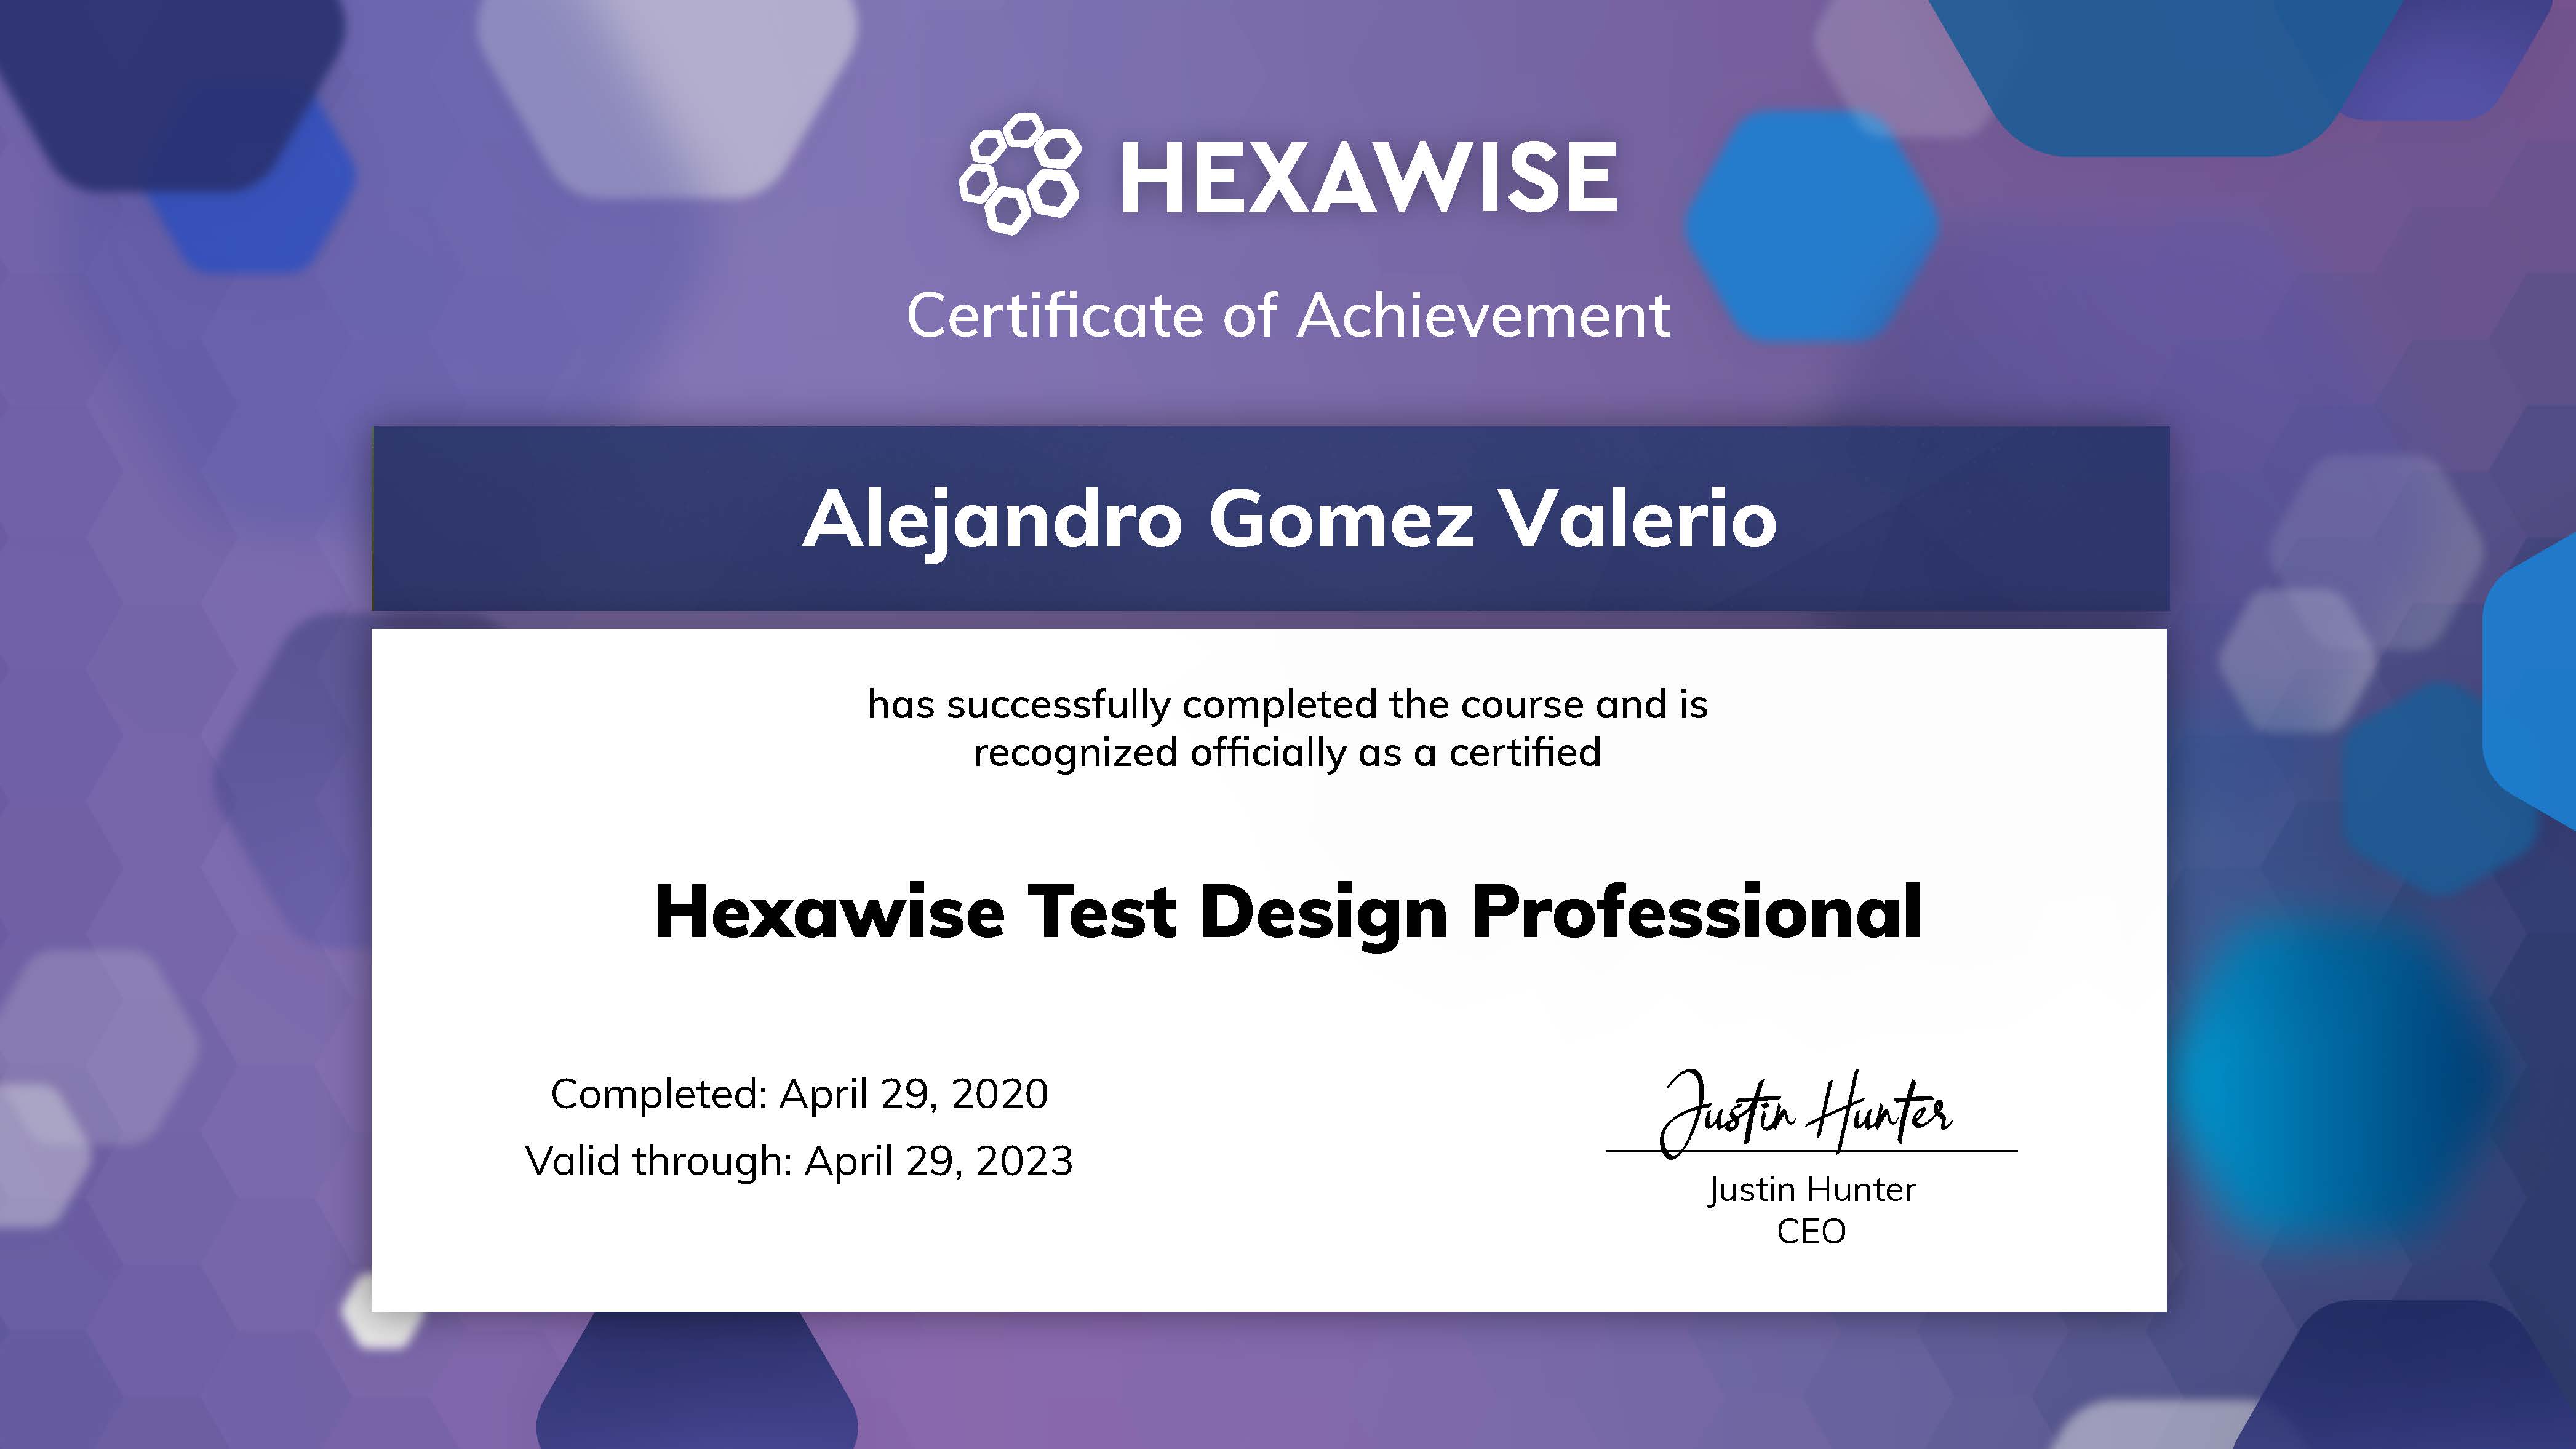 HEXAWISE
Certificate of Achievement
Alejandro Gomez Valerio
has successfully completed the course and is
recognized officially as a certified
Hexawise Test Design Professional
Completed: April 29, 2020
Valid through: April 29, 2023
Justin Hunter
Justin Hunter
CEO